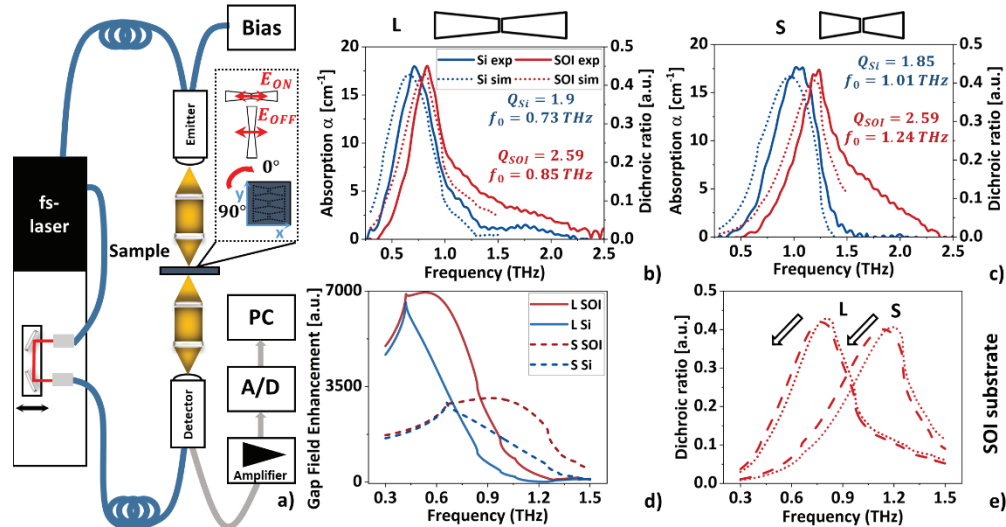 Bias
Emitter
E_ON
E_OFF
0°
y
90°
x
fs-
laser
Sample
PC
A/D
Amplifier
Detector
a)
L
Absorption α [cm⁻¹]
20
15
10
5
0
Si exp
SOI exp
Si sim
SOI sim
Q_Si = 1.9
f₀ = 0.73 THz
Q_SOI = 2.59
f₀ = 0.85 THz
0.5
0.4
0.3
0.2
0.1
0.0
Dichroic ratio [a.u.]
0.5 1.0 1.5 2.0 2.5
Frequency (THz)
b)
S
Absorption α [cm⁻¹]
20
15
10
5
0
Q_Si = 1.85
f₀ = 1.01 THz
Q_SOI = 2.59
f₀ = 1.24 THz
0.5
0.4
0.3
0.2
0.1
0.0
Dichroic ratio [a.u.]
0.5 1.0 1.5 2.0 2.5
Frequency (THz)
c)
Gap Field Enhancement [a.u.]
7000
3500
0
L SOI
L Si
S SOI
S Si
0.3 0.6 0.9 1.2 1.5
Frequency (THz)
d)
Dichroic ratio [a.u.]
0.5
0.4
0.3
0.2
0.1
0.0
L
S
0.3 0.6 0.9 1.2 1.5
Frequency (THz)
e)
SOI substrate